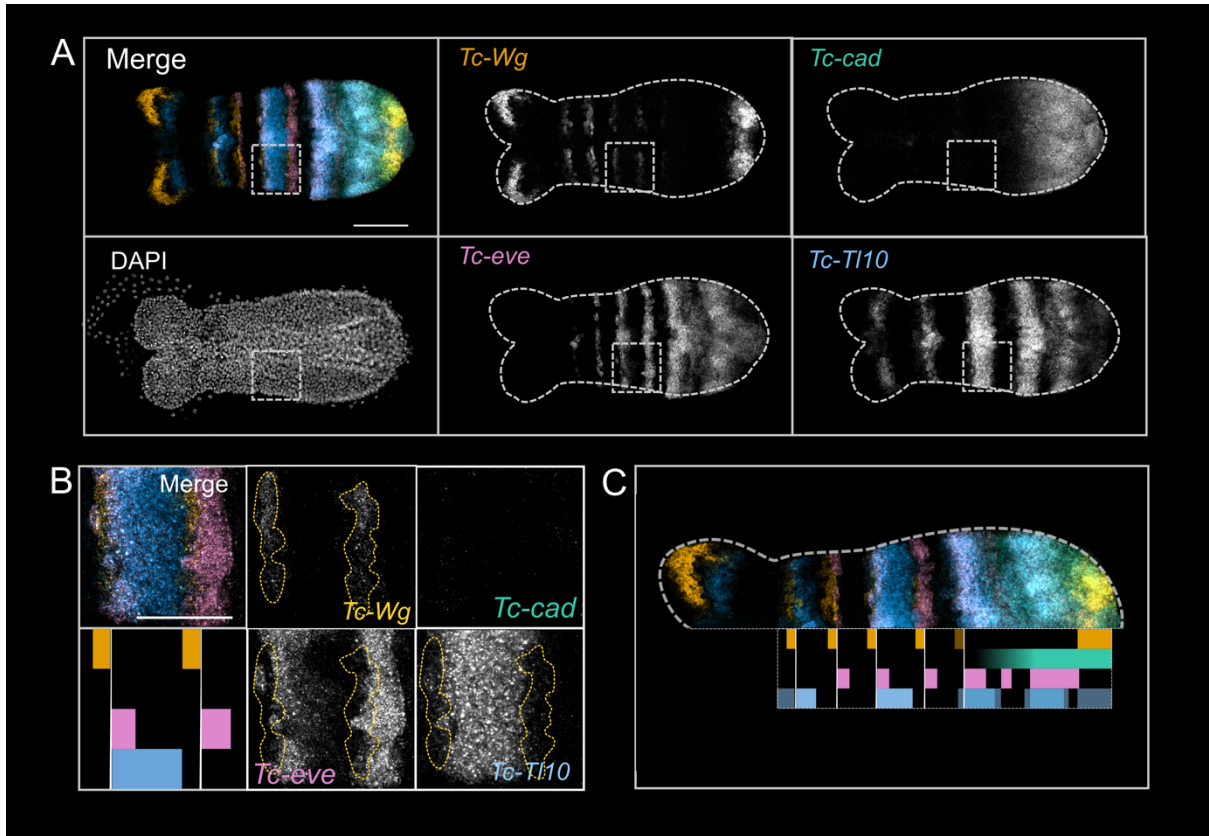 A
Merge
Tc-Wg
Tc-cad
DAPI
Tc-eve
Tc-Tl10
B
Merge
Tc-Wg
Tc-cad
Tc-eve
Tc-Tl10
C